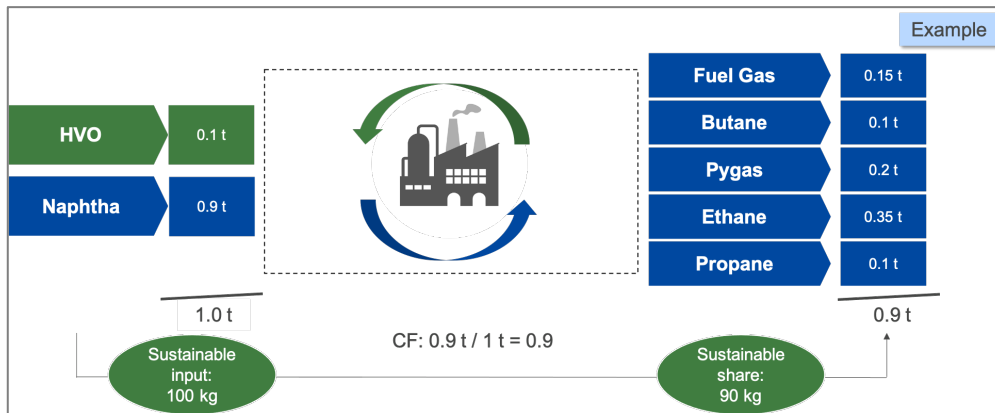 Example
HVO
0.1 t
Naphtha
0.9 t
1.0 t
Sustainable
input:
100 kg
CF: 0.9 t / 1 t = 0.9
Fuel Gas
0.15 t
Butane
0.1 t
Pygas
0.2 t
Ethane
0.35 t
Propane
0.1 t
0.9 t
Sustainable
share:
90 kg